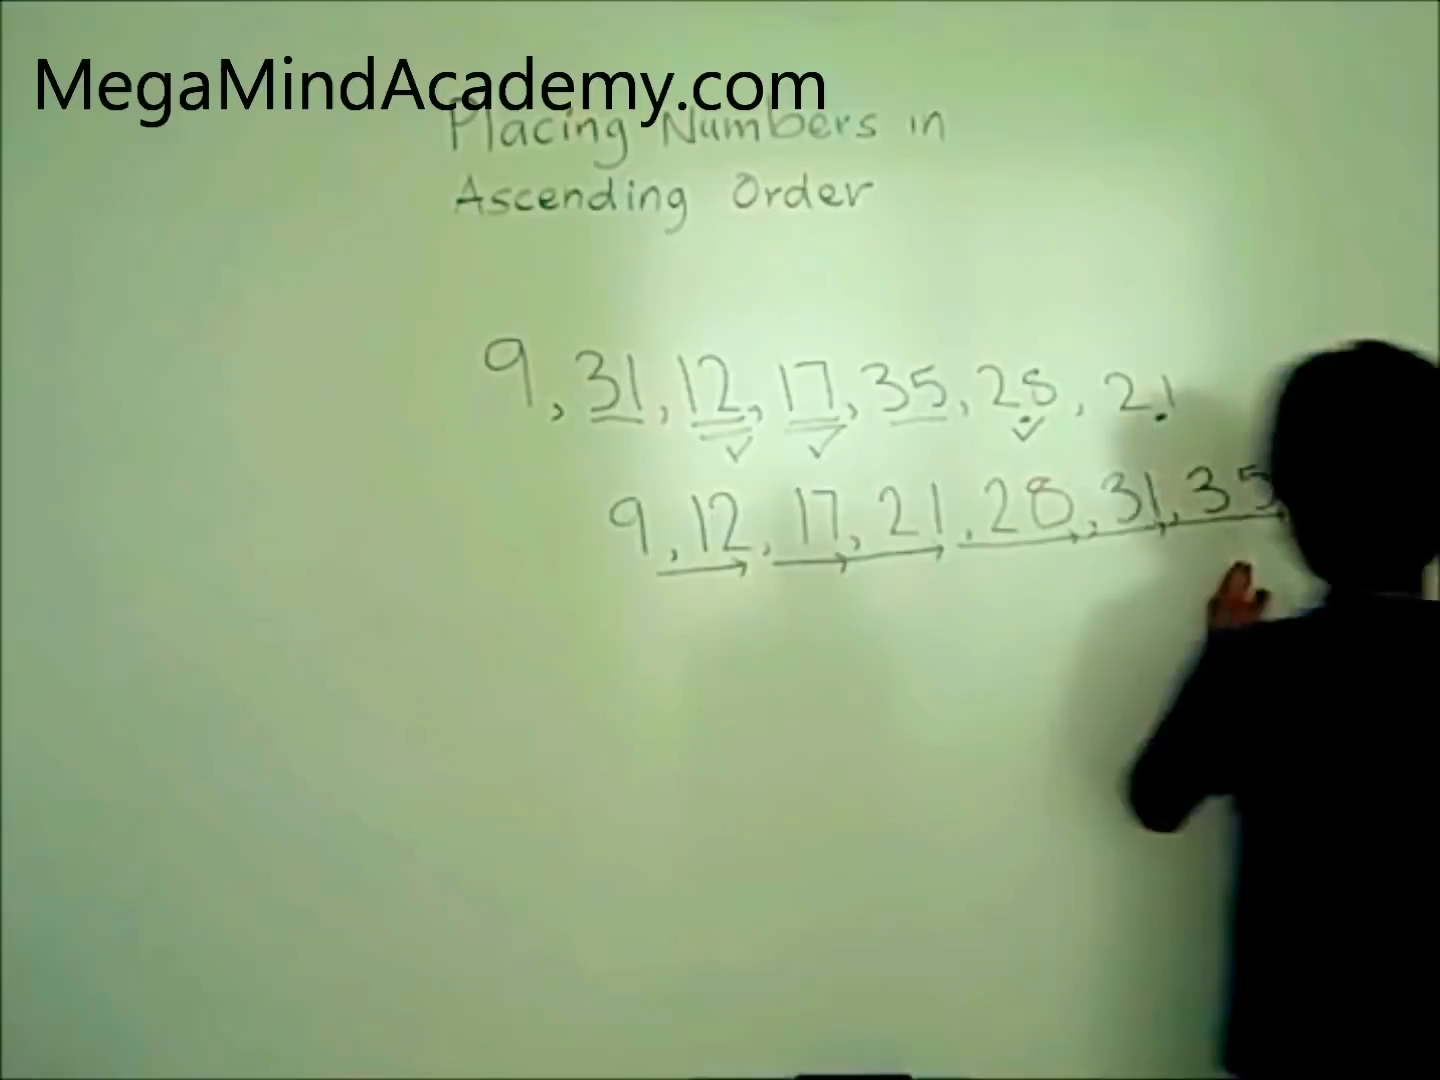 MegaMindAcademy.com
Placing Numbers in
Ascending Order
9, 31, 12, 17, 35, 28, 21
9, 12, 17, 21, 28, 31, 35